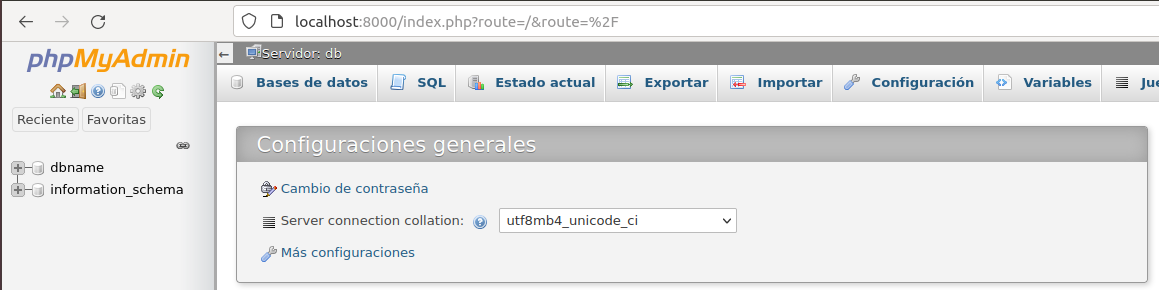 localhost:8000/index.php?route=/&route=%2F
phpMyAdmin
Servidor: db
Bases de datos SQL Estado actual Exportar Importar Configuración Variables Jue
Reciente Favoritas
dbname
information_schema
Configuraciones generales
Cambio de contraseña
Server connection collation: utf8mb4_unicode_ci
Más configuraciones